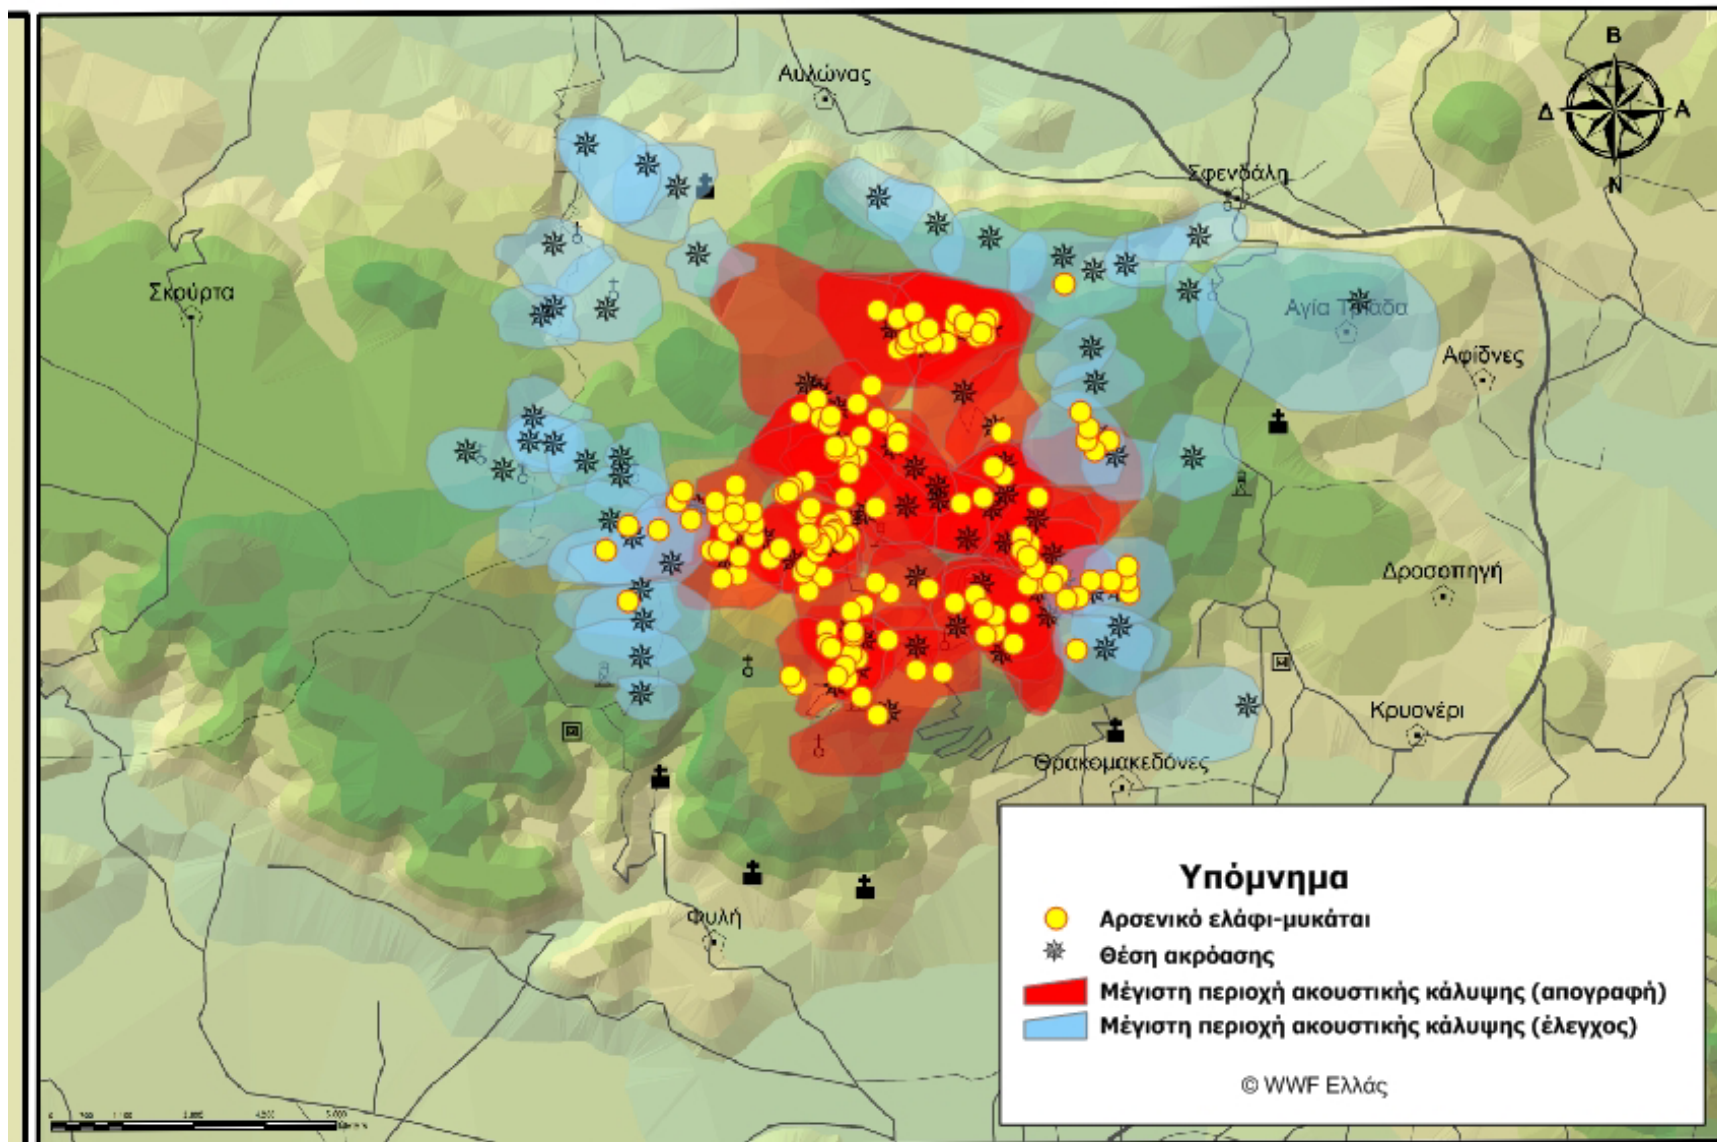 Β
Δ
Α
Ν
Αυλώνας
Σφενδάλη
Σκούρτα
Αγία Τριάδα
Αφίδνες
Δροσοπηγή
Κρυονέρι
Θρακομακεδόνες
Φυλή
Υπόμνημα
Αρσενικό ελάφι-μυκάται
Θέση ακρόασης
Μέγιστη περιοχή ακουστικής κάλυψης (απογραφή)
Μέγιστη περιοχή ακουστικής κάλυψης (έλεγχος)
© WWF Ελλάς